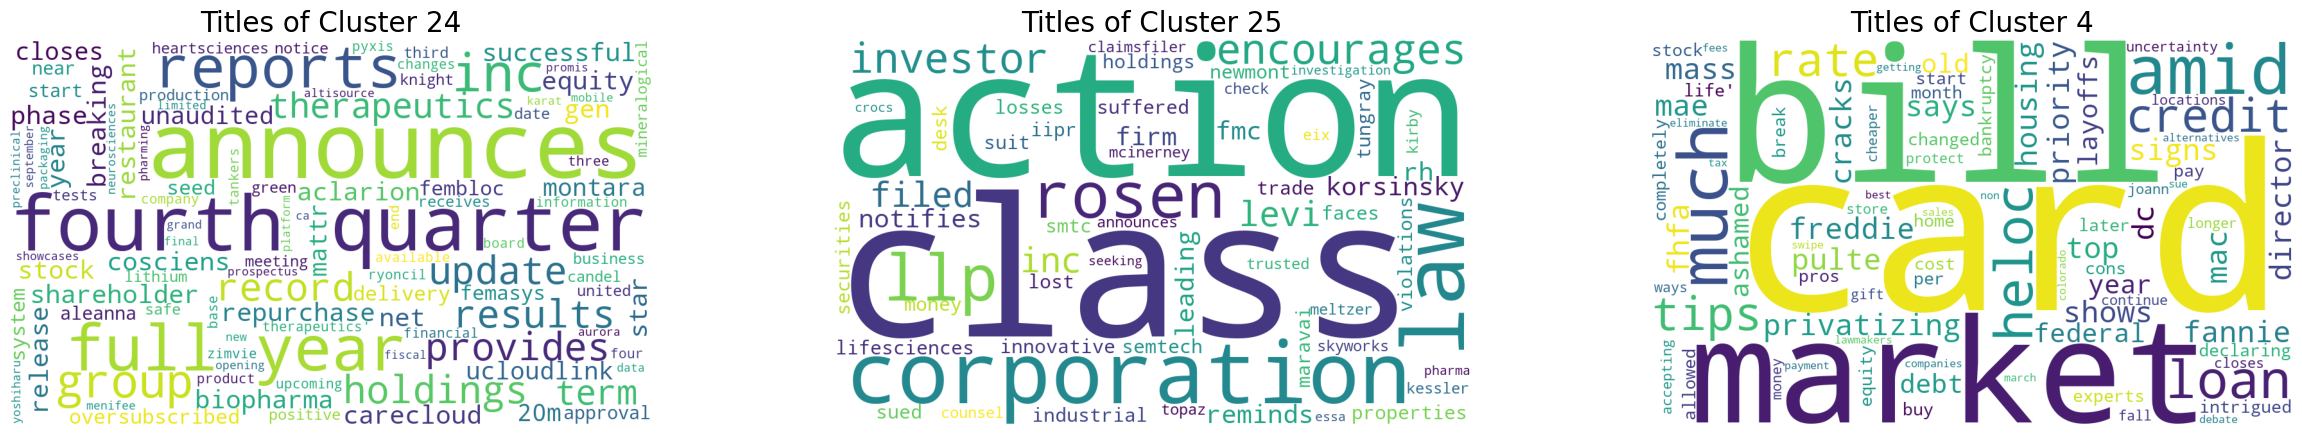 Titles of Cluster 24
closes heartsciences notice pyxis third successful
near restaurant reports changes inc promis equity
start production knight
phase limited altisource therapeutics karat mobile
breaking unaudited date gen mineralogical
preclinical september packaging year neurosciences pharming announces three
tests company seed tankers green aclarion fembloc montara
receives information
fourth quarter
grand final ca platform mattr end board
showcases cosciens meeting available business
stock lithium prospectus ryoncil update candel star
shareholder record delivery femasys united
safe base repurchase net results
aleanna therapeutics' financial aurora
system new full year fiscal provides four
yoshiharu releases zimvie opening ucloudlink data
group product upcoming holdings term
menifee biopharma
oversubscribed positive carecloud 20m approval
Titles of Cluster 25
investor claimsfiler encourages
holdings newmont investigation
action check
crocs desk losses suffered tungray
iipr firm fmc eix kirby
suit mcinerney rh
filed rosen trade korsinsky
notifies levi faces
securities smtc announces violations law
class
llp inc seeking leading trusted
money lost meltzer
lifesciences innovative semtech maravai skyworks
corporation pharma kessler
sued counsel industrial topaz reminds essa properties
Titles of Cluster 4
stock fees bill rate getting old amid uncertainty
mass start
life' month housing priority layoffs credit locations
mae cracks says bankruptcy
eliminate break cheaper changed signs alternatives
completely much tax protect pay director
card best non joann sue
fhfa ashamed store sales heloc dc
freddie home later longer
swipe top mac
pulte cost colorado cons
ways pros per year
gift continue
tips privatizing shows federal fannie
lawmakers declaring
market
accepting allowed money payment equity companies debt march loan closes
buy experts intrigued
fall debate